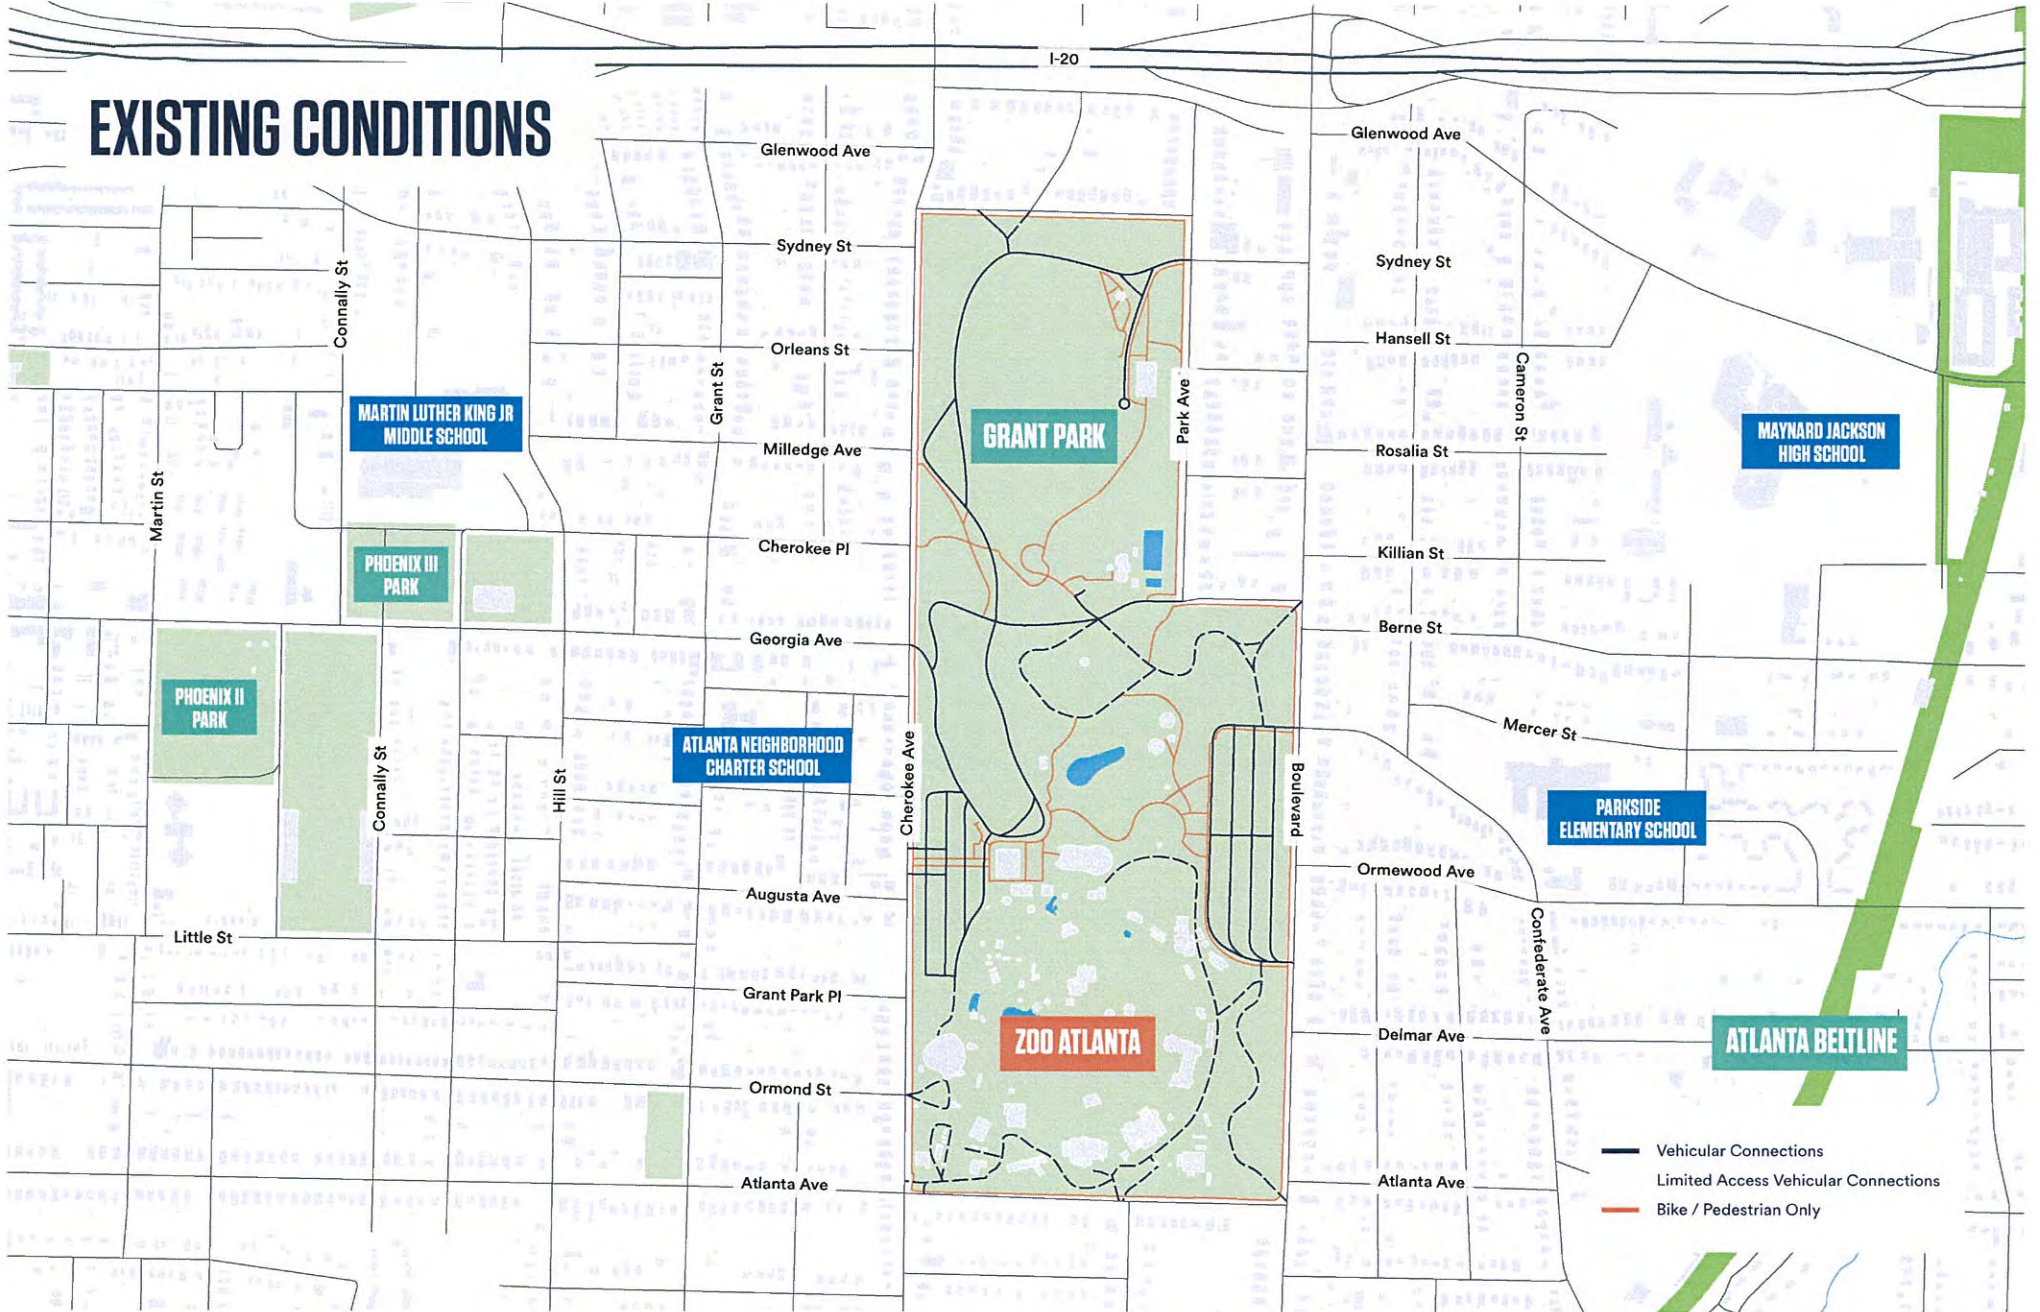 I-20
EXISTING CONDITIONS
Glenwood Ave
Glenwood Ave
Sydney St
Sydney St
Connally St
Orleans St
Hansell St
Grant St
Cameron St
Park Ave
MARTIN LUTHER KING JR
MIDDLE SCHOOL
GRANT PARK
MAYNARD JACKSON
HIGH SCHOOL
Milledge Ave
Rosalia St
Martin St
Cherokee Pl
Killian St
PHOENIX III
PARK
Georgia Ave
Berne St
PHOENIX II
PARK
Mercer St
ATLANTA NEIGHBORHOOD
CHARTER SCHOOL
Cherokee Ave
Connally St
Hill St
Boulevard
PARKSIDE
ELEMENTARY SCHOOL
Ormewood Ave
Augusta Ave
Little St
Confederate Ave
Grant Park Pl
ZOO ATLANTA
Delmar Ave
ATLANTA BELTLINE
Ormond St
Atlanta Ave
Atlanta Ave
Vehicular Connections
Limited Access Vehicular Connections
Bike / Pedestrian Only